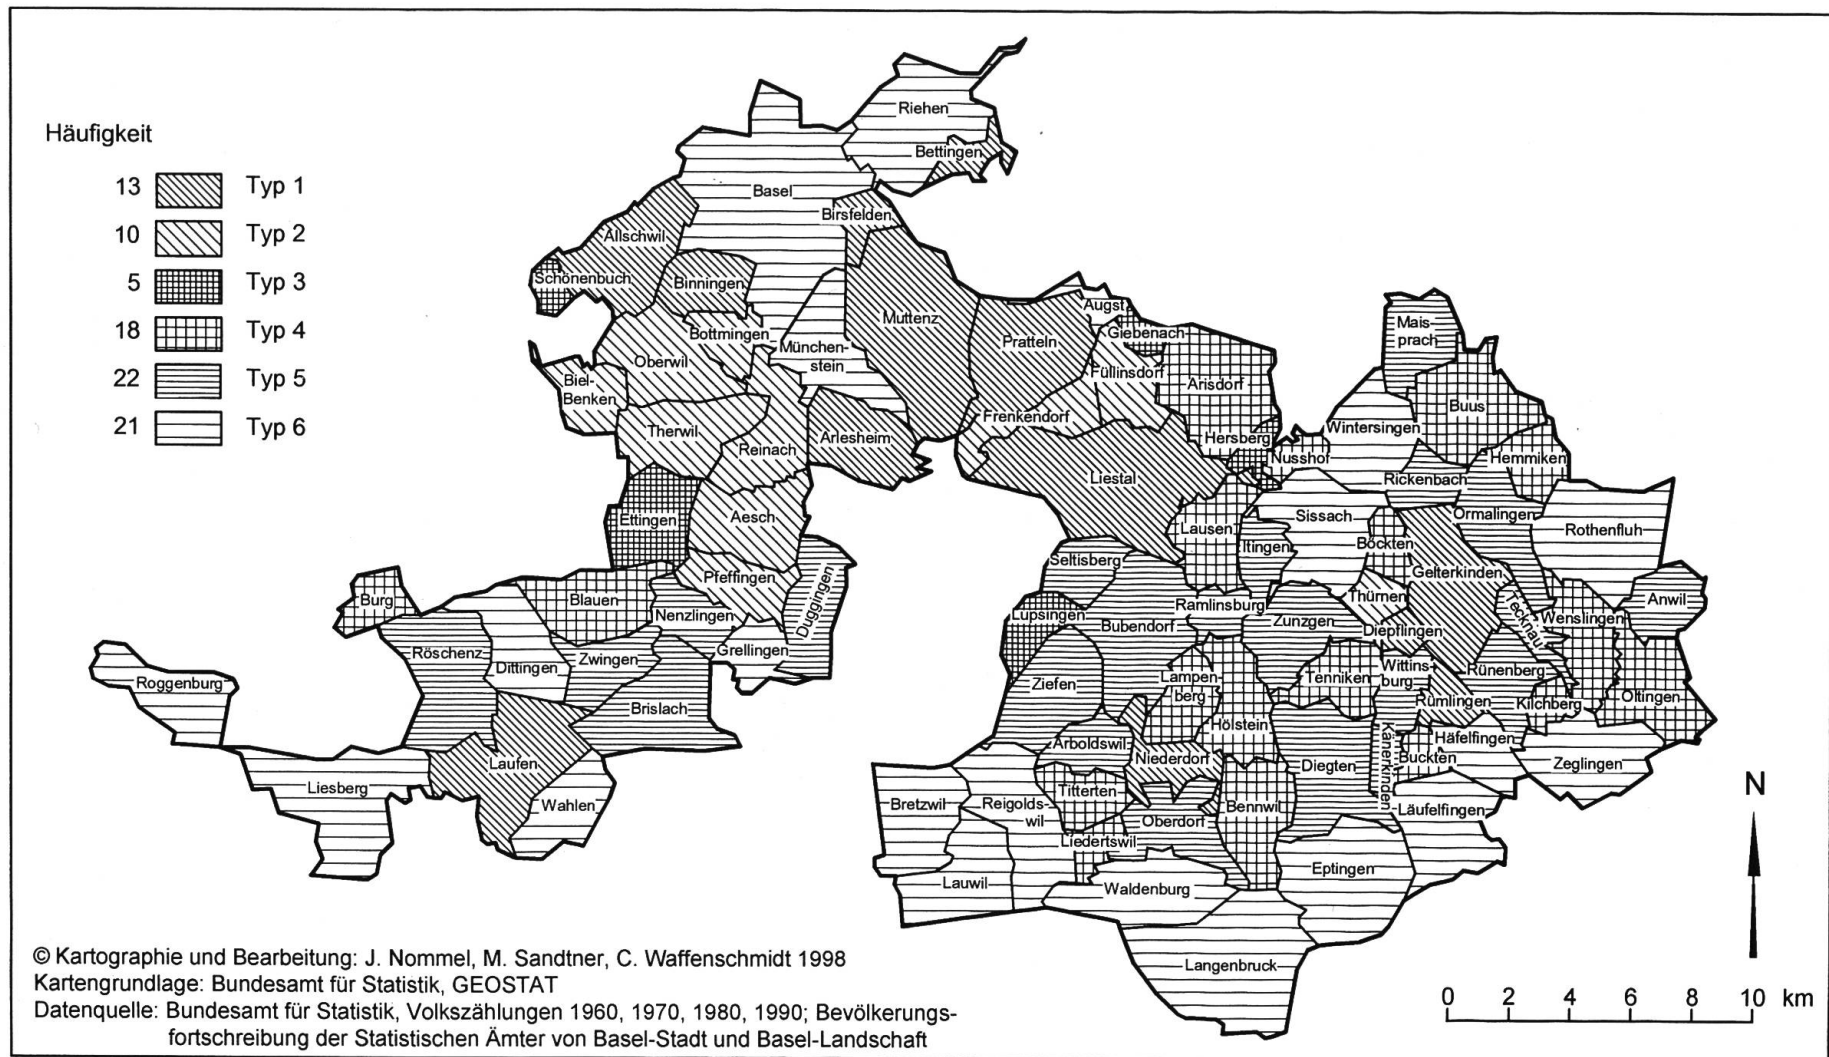 Häufigkeit
13 Typ 1
10 Typ 2
5 Typ 3
18 Typ 4
22 Typ 5
21 Typ 6
Riehen
Bettingen
Basel
Birsfelden
Allschwil
Schönenbuch
Binningen
Bottmingen
Oberwil
München-
stein
Muttenz
Biel-
Benken
Therwil
Reinach
Arlesheim
Ettingen
Aesch
Pfeffingen
Duggingen
Burg
Blauen
Nenzlingen
Grellingen
Röschenz
Dittingen
Zwingen
Brislach
Roggenburg
Liesberg
Laufen
Wahlen
Augst
Giebenach
Pratteln
Füllinsdorf
Arisdorf
Frenkendorf
Hersberg
Nusshof
Liestal
Lausen
Mais-
prach
Buus
Wintersingen
Hemmiken
Rickenbach
Ormalingen
Rothenfluh
Sissach
Itingen
Böckten
Gelterkinden
Thürnen
Tecknau
Wenslingen
Anwil
Seltisberg
Ramlinsburg
Lupsingen
Bubendorf
Zunzgen
Diepflingen
Ziefen
Lampen
berg
Tenniken
Wittins
burg
Rünenberg
Rümlingen
Kilchberg
Oltingen
Hölstein
Arboldswil
Niederdorf
Diegten
Känerkinden
Buckten
Häfelfingen
Zeglingen
Bretzwil
Reigolds-
wil
Titterten
Bennwil
Läufelfingen
Oberdorf
Liedertswil
Lauwil
Waldenburg
Eptingen
Langenbruck
N
0 2 4 6 8 10 km
© Kartographie und Bearbeitung: J. Nommel, M. Sandtner, C. Waffenschmidt 1998
Kartengrundlage: Bundesamt für Statistik, GEOSTAT
Datenquelle: Bundesamt für Statistik, Volkszählungen 1960, 1970, 1980, 1990; Bevölkerungs-
fortschreibung der Statistischen Ämter von Basel-Stadt und Basel-Landschaft